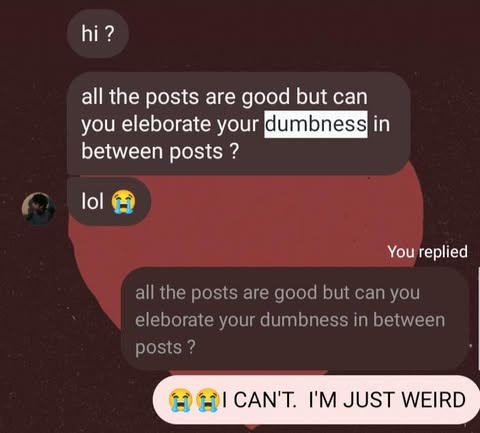 hi ?
all the posts are good but can
you eleborate your dumbness in
between posts ?
lol 😭
You replied
all the posts are good but can you
eleborate your dumbness in between
posts ?
😭😭I CAN'T.  I'M JUST WEIRD